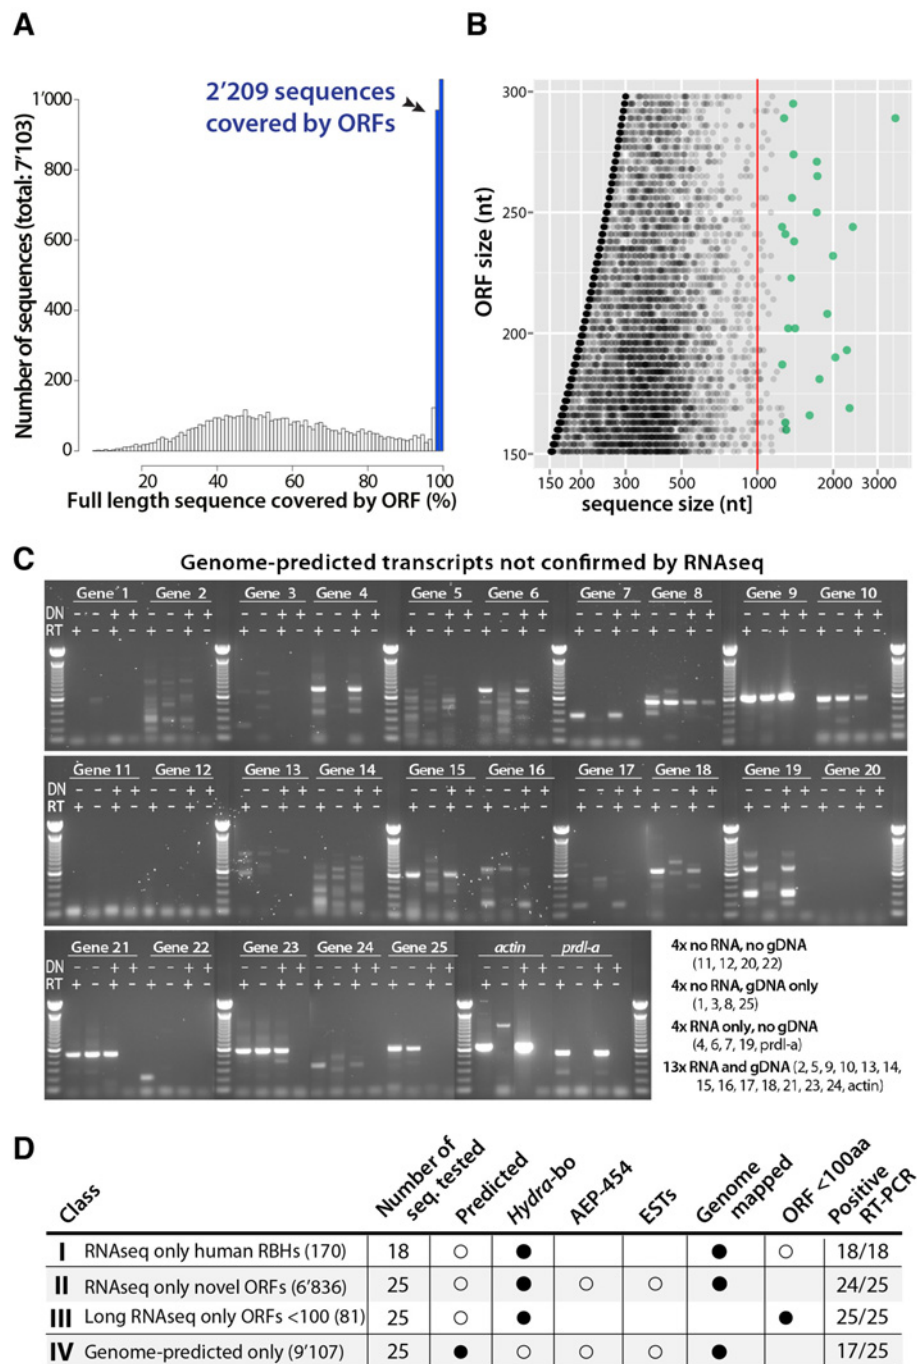 A
B
2'209 sequences
covered by ORFs
Number of sequences (total: 7'103)
1'000
800
600
400
200
0
20 40 60 80 100
Full length sequence covered by ORF (%)
ORF size (nt)
300
250
200
150
150 200 300 500 1000 2000 3000
sequence size (nt]
C
Genome-predicted transcripts not confirmed by RNAseq
Gene 1 Gene 2 Gene 3 Gene 4 Gene 5 Gene 6 Gene 7 Gene 8 Gene 9 Gene 10
DN - - + + - - + + - - + + - - + + - - + + - - + + - - + + - - + + - - + + - - + +
RT + - + - + - + - + - + - + - + - + - + - + - + - + - + - + - + - + - + - + - + -
Gene 11 Gene 12 Gene 13 Gene 14 Gene 15 Gene 16 Gene 17 Gene 18 Gene 19 Gene 20
DN - - + + - - + + - - + + - - + + - - + + - - + + - - + + - - + + - - + + - - + +
RT + - + - + - + - + - + - + - + - + - + - + - + - + - + - + - + - + - + - + - + -
Gene 21 Gene 22 Gene 23 Gene 24 Gene 25 actin prdl-a
DN - - + + - - + + - - + + - - + + - - + + - - + + - - + +
RT + - + - + - + - + - + - + - + - + - + - + - + - + - + -
4x no RNA, no gDNA
(11, 12, 20, 22)
4x no RNA, gDNA only
(1, 3, 8, 25)
4x RNA only, no gDNA
(4, 6, 7, 19, prdl-a)
13x RNA and gDNA (2, 5, 9, 10, 13, 14,
15, 16, 17, 18, 21, 23, 24, actin)
D
Class
Number of
seq. tested
Predicted
Hydra-bo
AEP-454
ESTs
Genome
mapped
ORF <100aa
Positive
RT-PCR
I RNAseq only human RBHs (170) 18 ○ ● ● ○ 18/18
II RNAseq only novel ORFs (6'836) 25 ○ ● ○ ○ ● 24/25
III Long RNAseq only ORFs <100 (81) 25 ○ ● ● 25/25
IV Genome-predicted only (9'107) 25 ● ○ ○ ○ ● 17/25